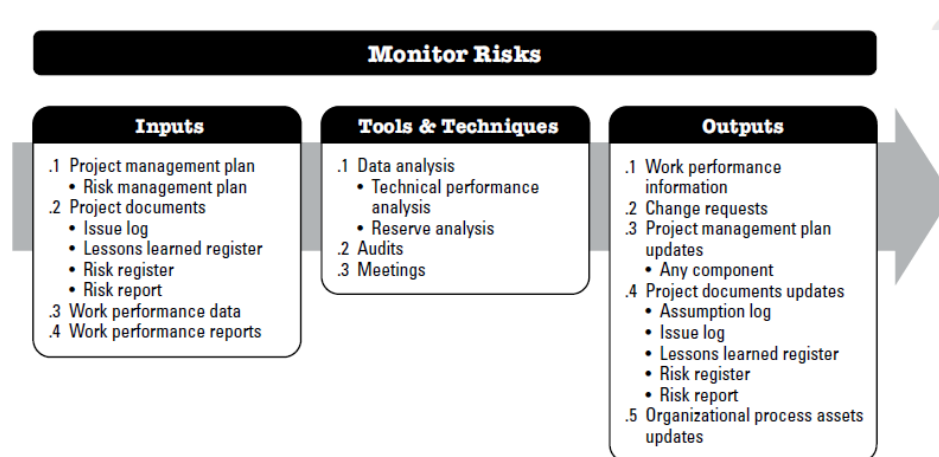 Monitor Risks
Inputs
.1 Project management plan
• Risk management plan
.2 Project documents
• Issue log
• Lessons learned register
• Risk register
• Risk report
.3 Work performance data
.4 Work performance reports
Tools & Techniques
.1 Data analysis
• Technical performance
analysis
• Reserve analysis
.2 Audits
.3 Meetings
Outputs
.1 Work performance
information
.2 Change requests
.3 Project management plan
updates
• Any component
.4 Project documents updates
• Assumption log
• Issue log
• Lessons learned register
• Risk register
• Risk report
.5 Organizational process assets
updates